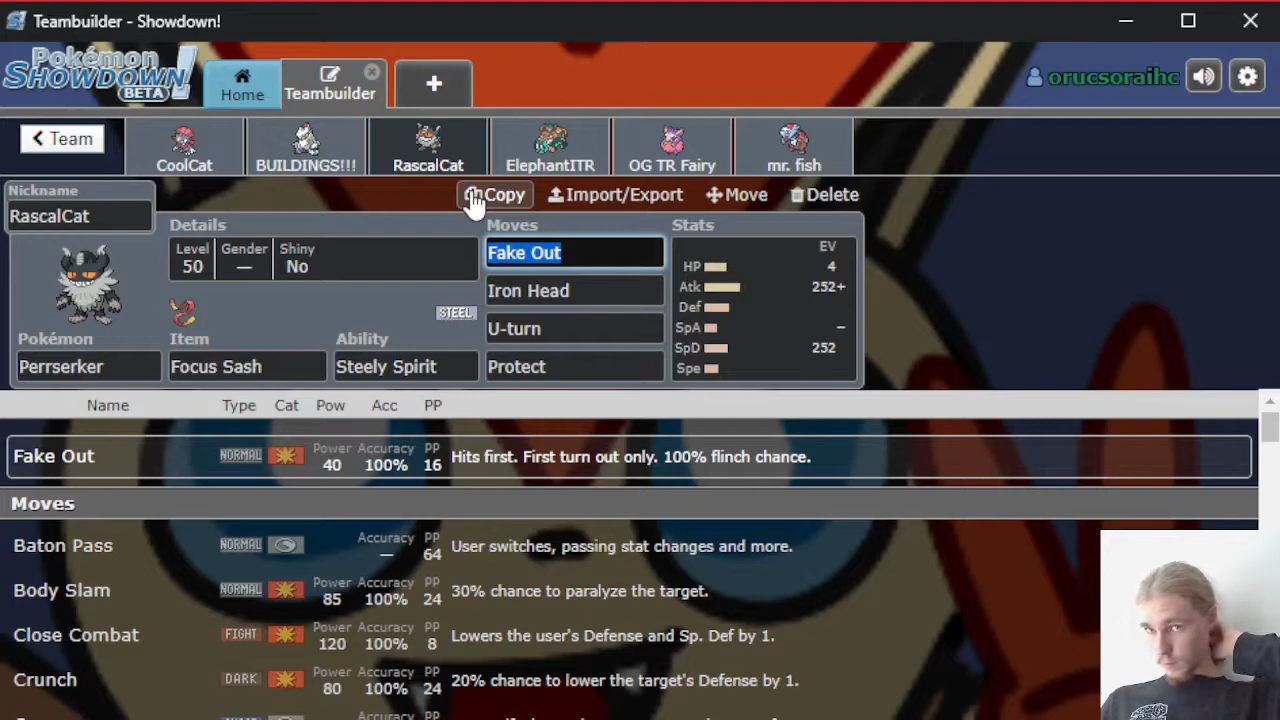 Teambuilder - Showdown!
Pokémon
SHOWDOWN!
BETA
Home
Teambuilder
+
orucsoraihc
Team
CoolCat
BUILDINGS!!!
RascalCat
ElephantITR
OG TR Fairy
mr. fish
Nickname
RascalCat
Copy
Import/Export
Move
Delete
Details
Level
50
Gender
—
Shiny
No
STEEL
Pokémon
Perrserker
Item
Focus Sash
Ability
Steely Spirit
Moves
Fake Out
Iron Head
U-turn
Protect
Stats
EV
HP 4
Atk 252+
Def
SpA –
SpD 252
Spe
Name Type Cat Pow Acc PP
Fake Out NORMAL Power 40 Accuracy 100% PP 16 Hits first. First turn out only. 100% flinch chance.
Moves
Baton Pass NORMAL Accuracy — PP 64 User switches, passing stat changes and more.
Body Slam NORMAL Power 85 Accuracy 100% PP 24 30% chance to paralyze the target.
Close Combat FIGHT Power 120 Accuracy 100% PP 8 Lowers the user's Defense and Sp. Def by 1.
Crunch DARK Power 80 Accuracy 100% PP 24 20% chance to lower the target's Defense by 1.
Power Accuracy PP